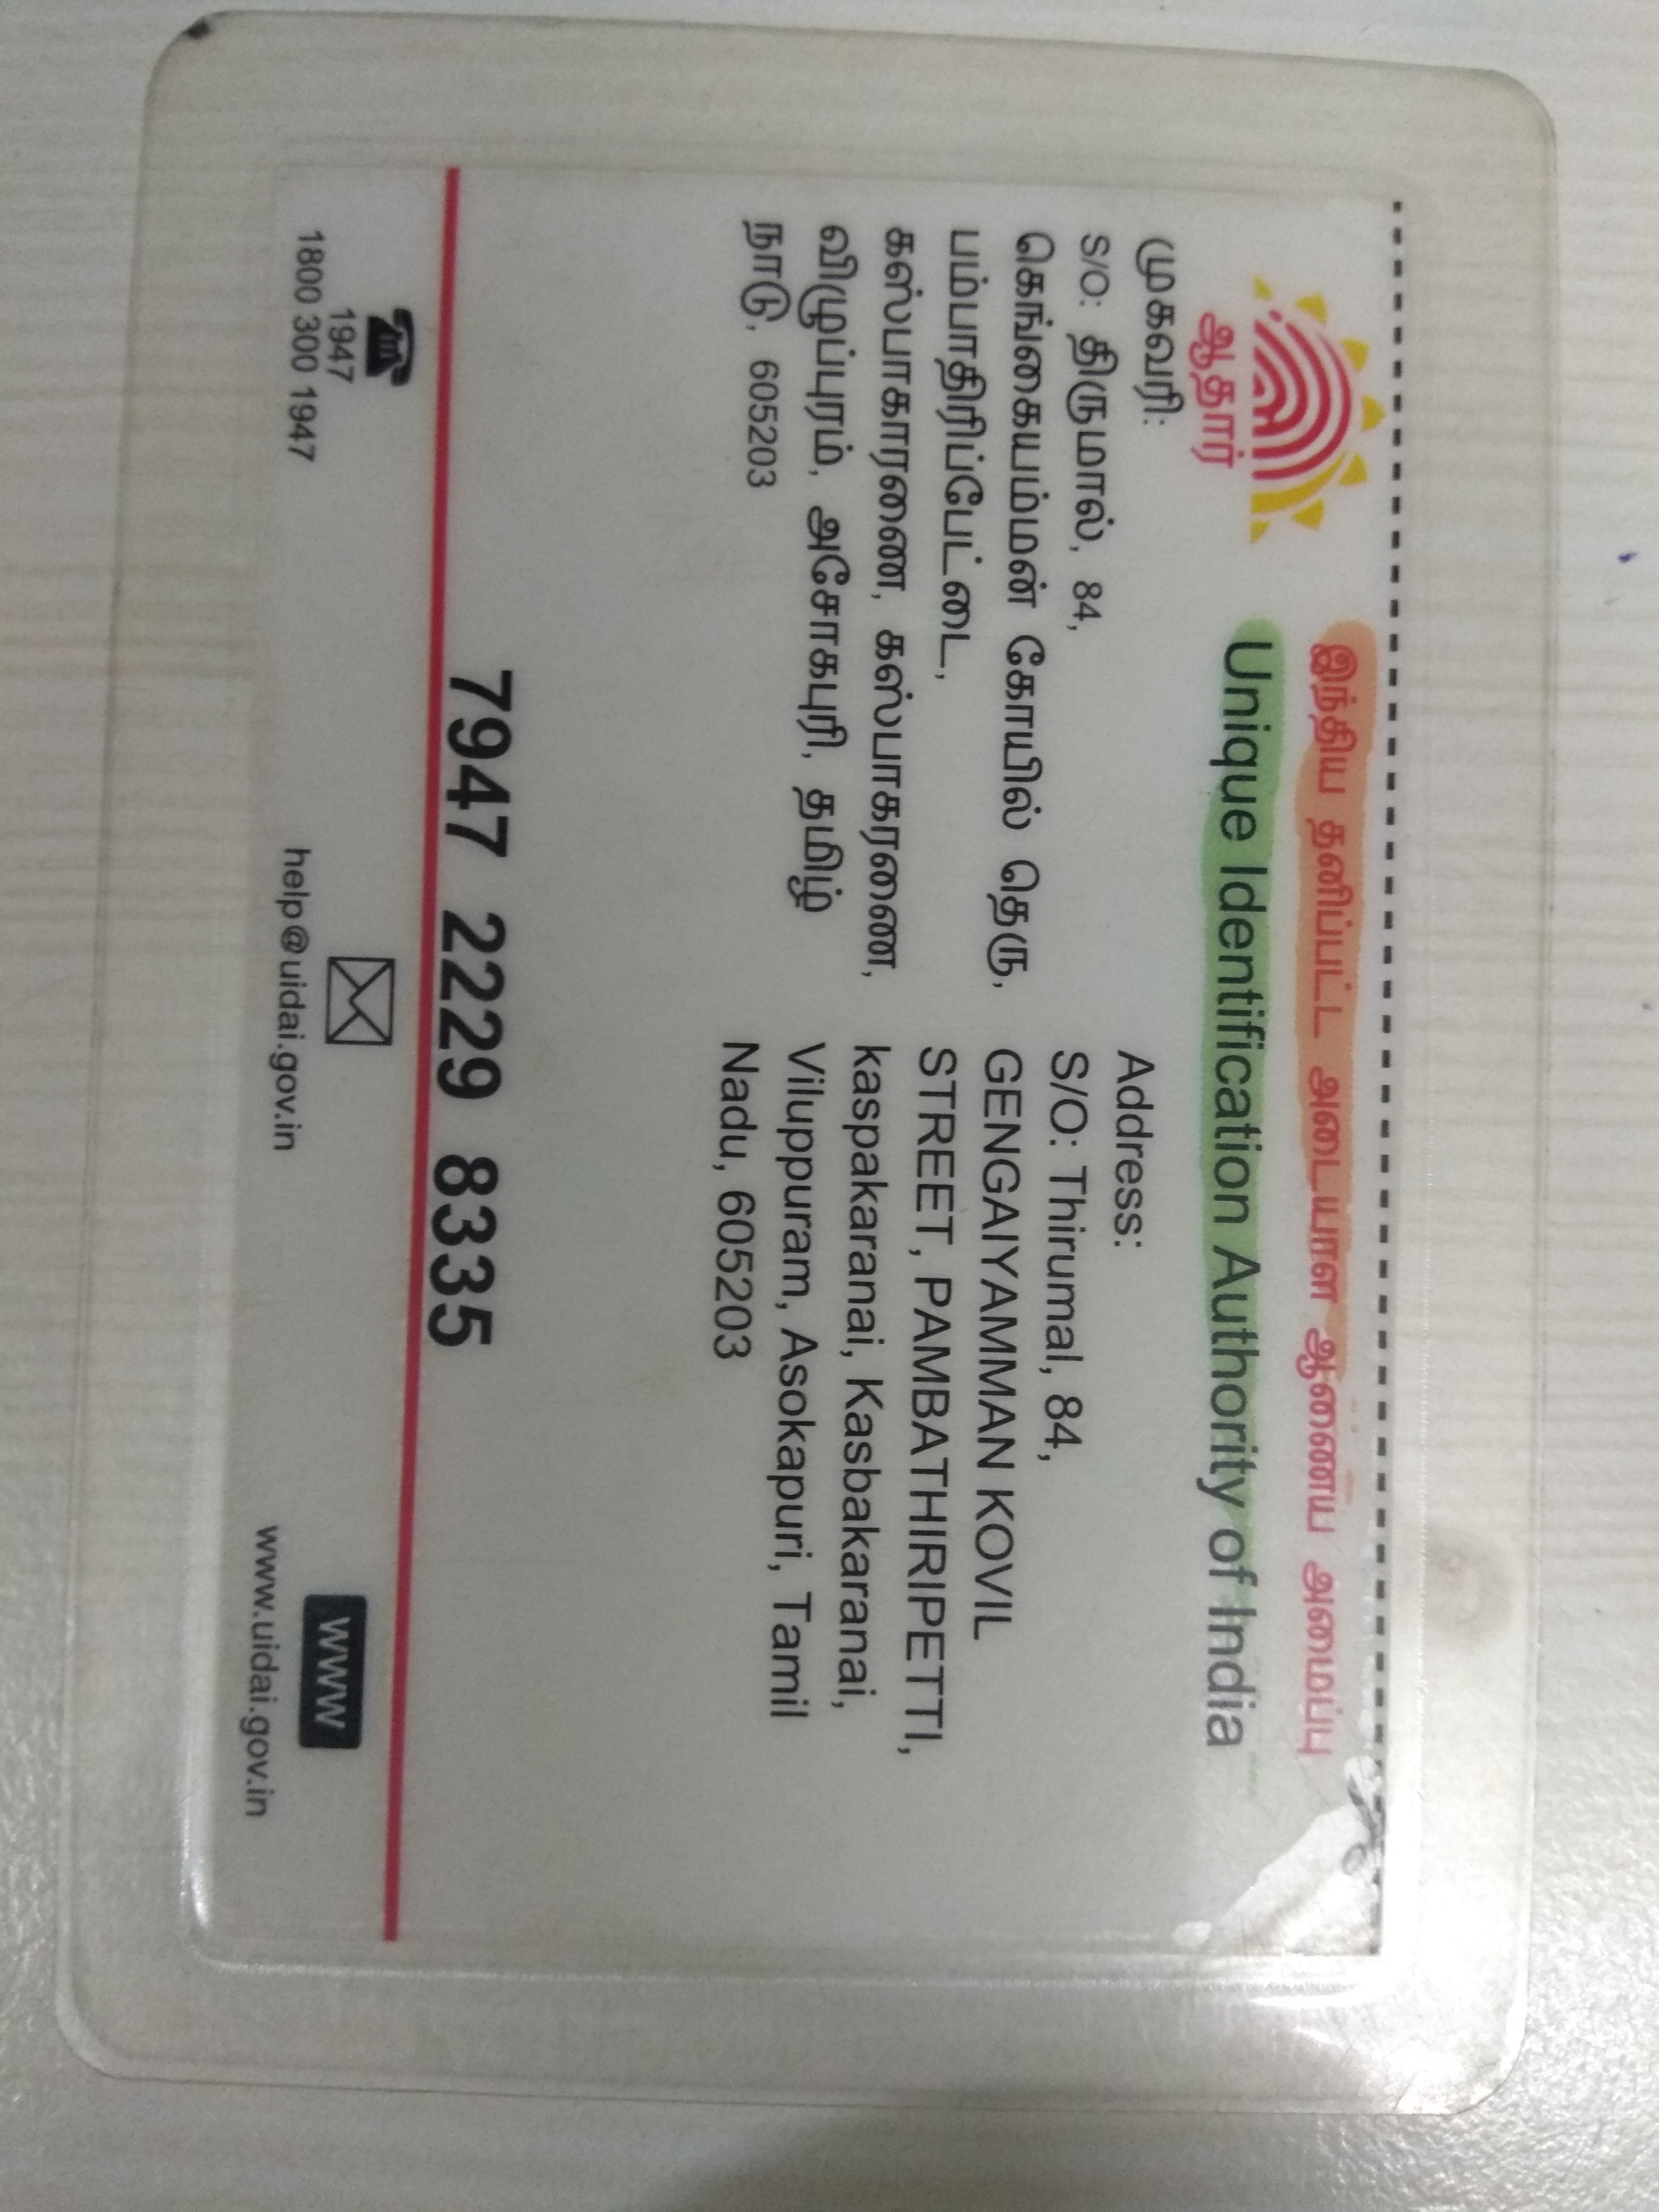 இந்திய தனிப்பட்ட அடையாள ஆணைய அமைப்பு
Unique Identification Authority of India
ஆதார்
முகவரி:
S/O: திருமால், 84,
கெங்கையம்மன் கோயில் தெரு,
பம்பாதிரிப்பேட்டை,
கஸ்பாகாரணை, கஸ்பாகரணை,
விழுப்புரம், அசோகபுரி, தமிழ்
நாடு, 605203
Address:
S/O: Thirumal, 84,
GENGAIYAMMAN KOVIL
STREET, PAMBATHIRIPETTI,
kaspakaranai, Kasbakaranai,
Viluppuram, Asokapuri, Tamil
Nadu, 605203
7947 2229 8335
1947
1800 300 1947
help@uidai.gov.in
www
www.uidai.gov.in